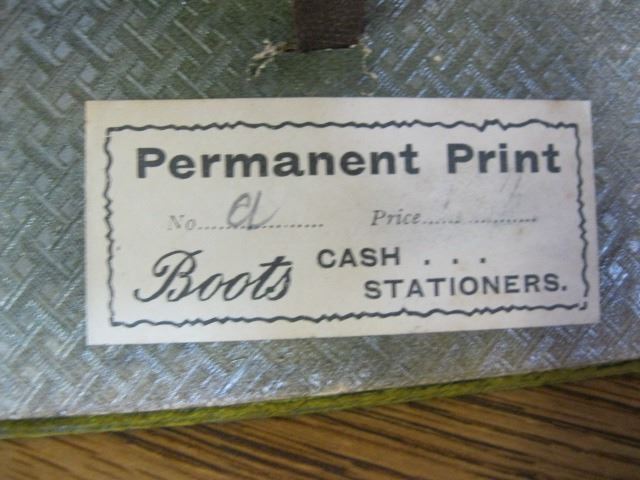 Permanent Print
No.................. Price..................
Boots CASH . . .
STATIONERS.